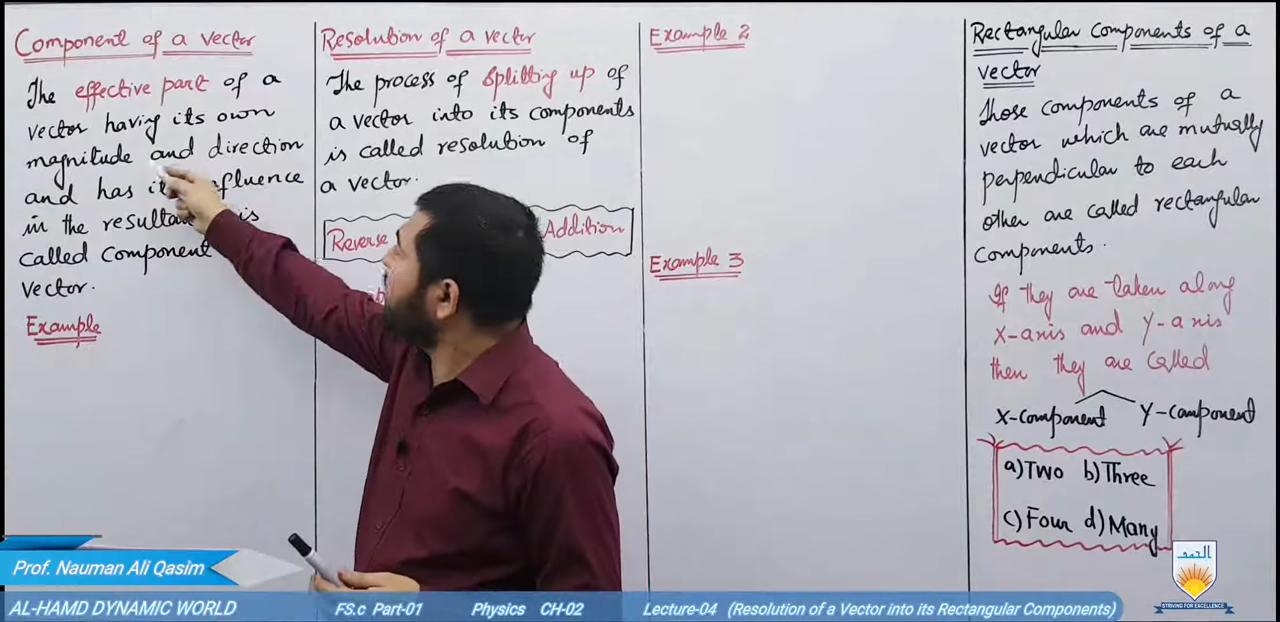 Component of a vector
The effective part of a
vector having its own
magnitude and direction
and has influence
in the is
called Component
vector.
Example
Resolution of a vector
The process of Splitting up of
a vector into its components
is called resolution of
a vector.
Reverse Addition
Example 2
Example 3
Rectangular Components of a
vector
Those components of a
vector which are mutually
perpendicular to each
other are called rectangular
components.
If they are taken along
X-axis and Y-axis
then they are called
X-component Y-component
a) Two b) Three
c) Four d) Many
Prof. Nauman Ali Qasim
AL-HAMD DYNAMIC WORLD FS.c Part-01 Physics CH-02 Lecture-04 (Resolution of a Vector into its Rectangular Components)
الحمد
STRIVING FOR EXCELLENCE